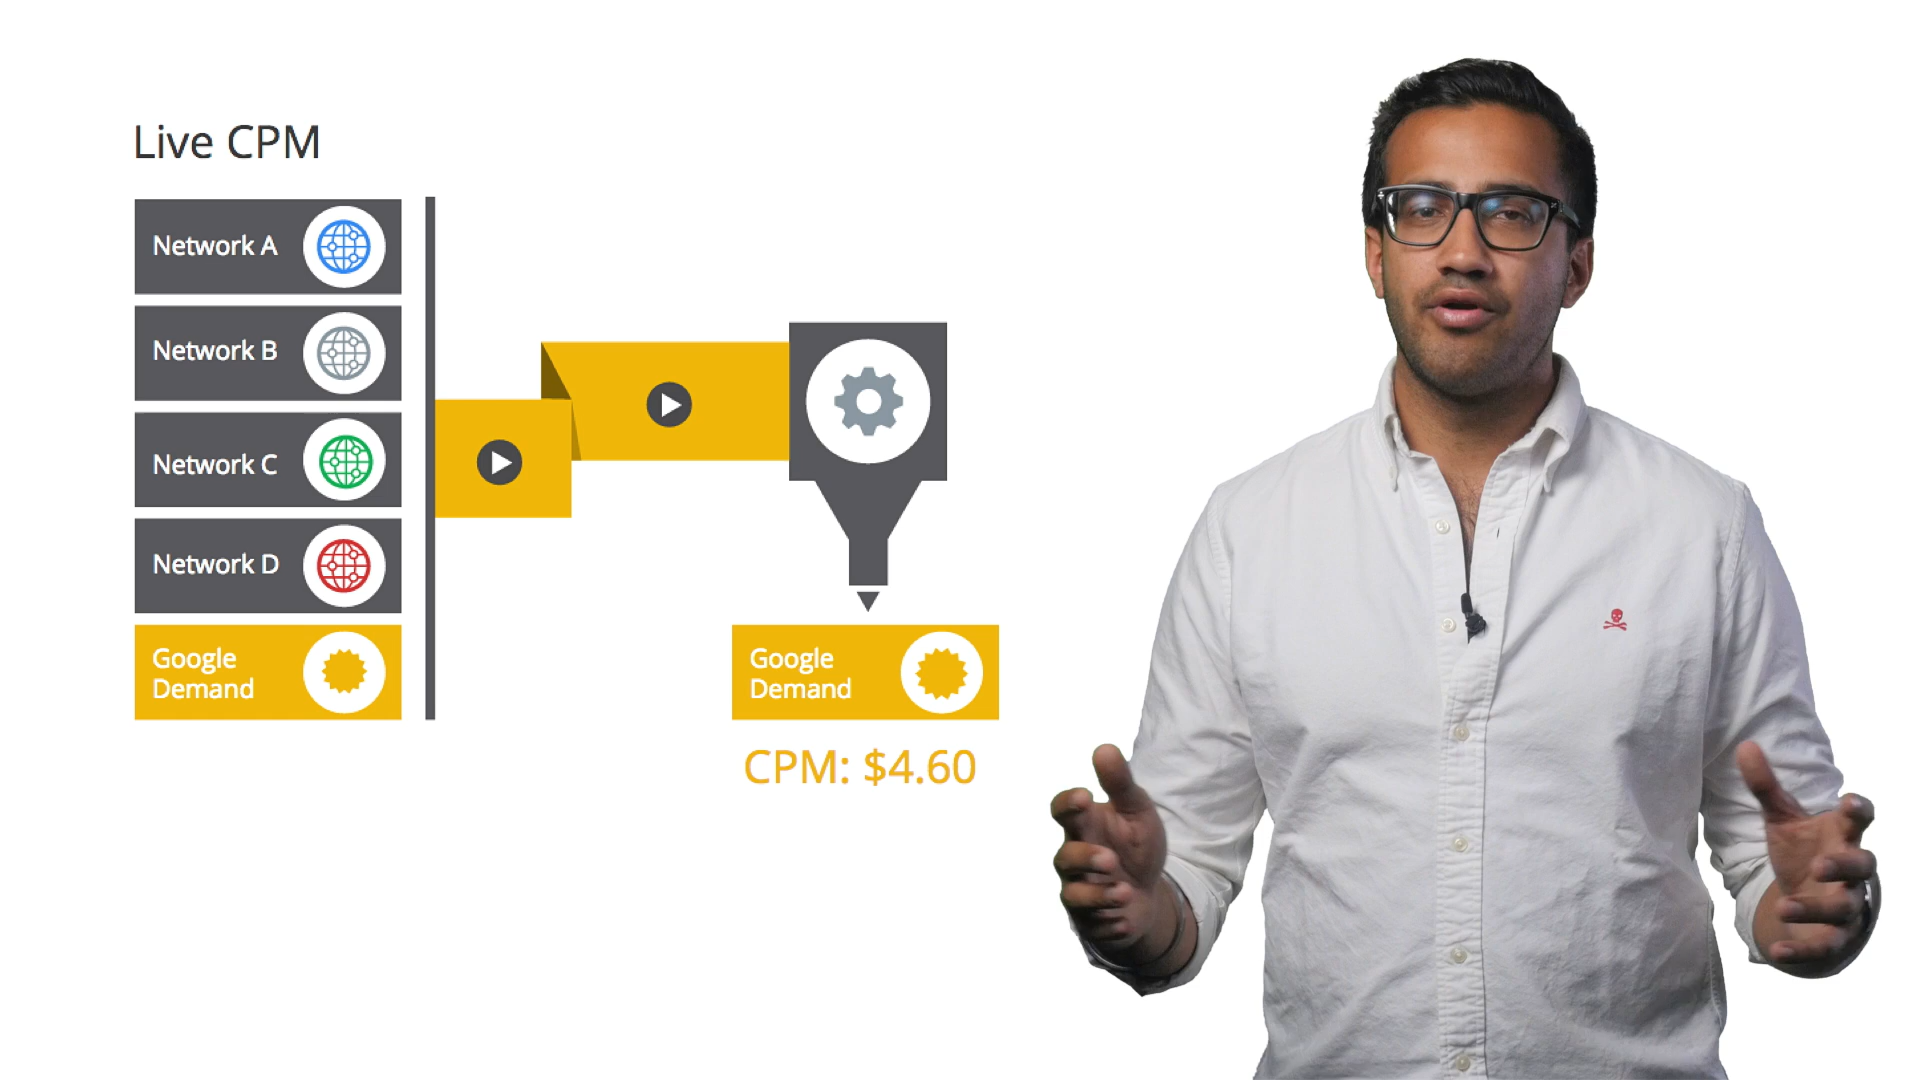 Live CPM
Network A
Network B
Network C
Network D
Google
Demand
Google
Demand
CPM: $4.60